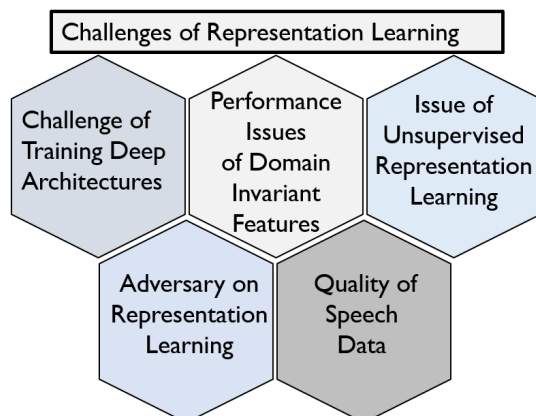 Challenges of Representation Learning
Challenge of
Training Deep
Architectures
Performance
Issues
of Domain
Invariant
Features
Issue of
Unsupervised
Representation
Learning
Adversary on
Representation
Learning
Quality of
Speech
Data